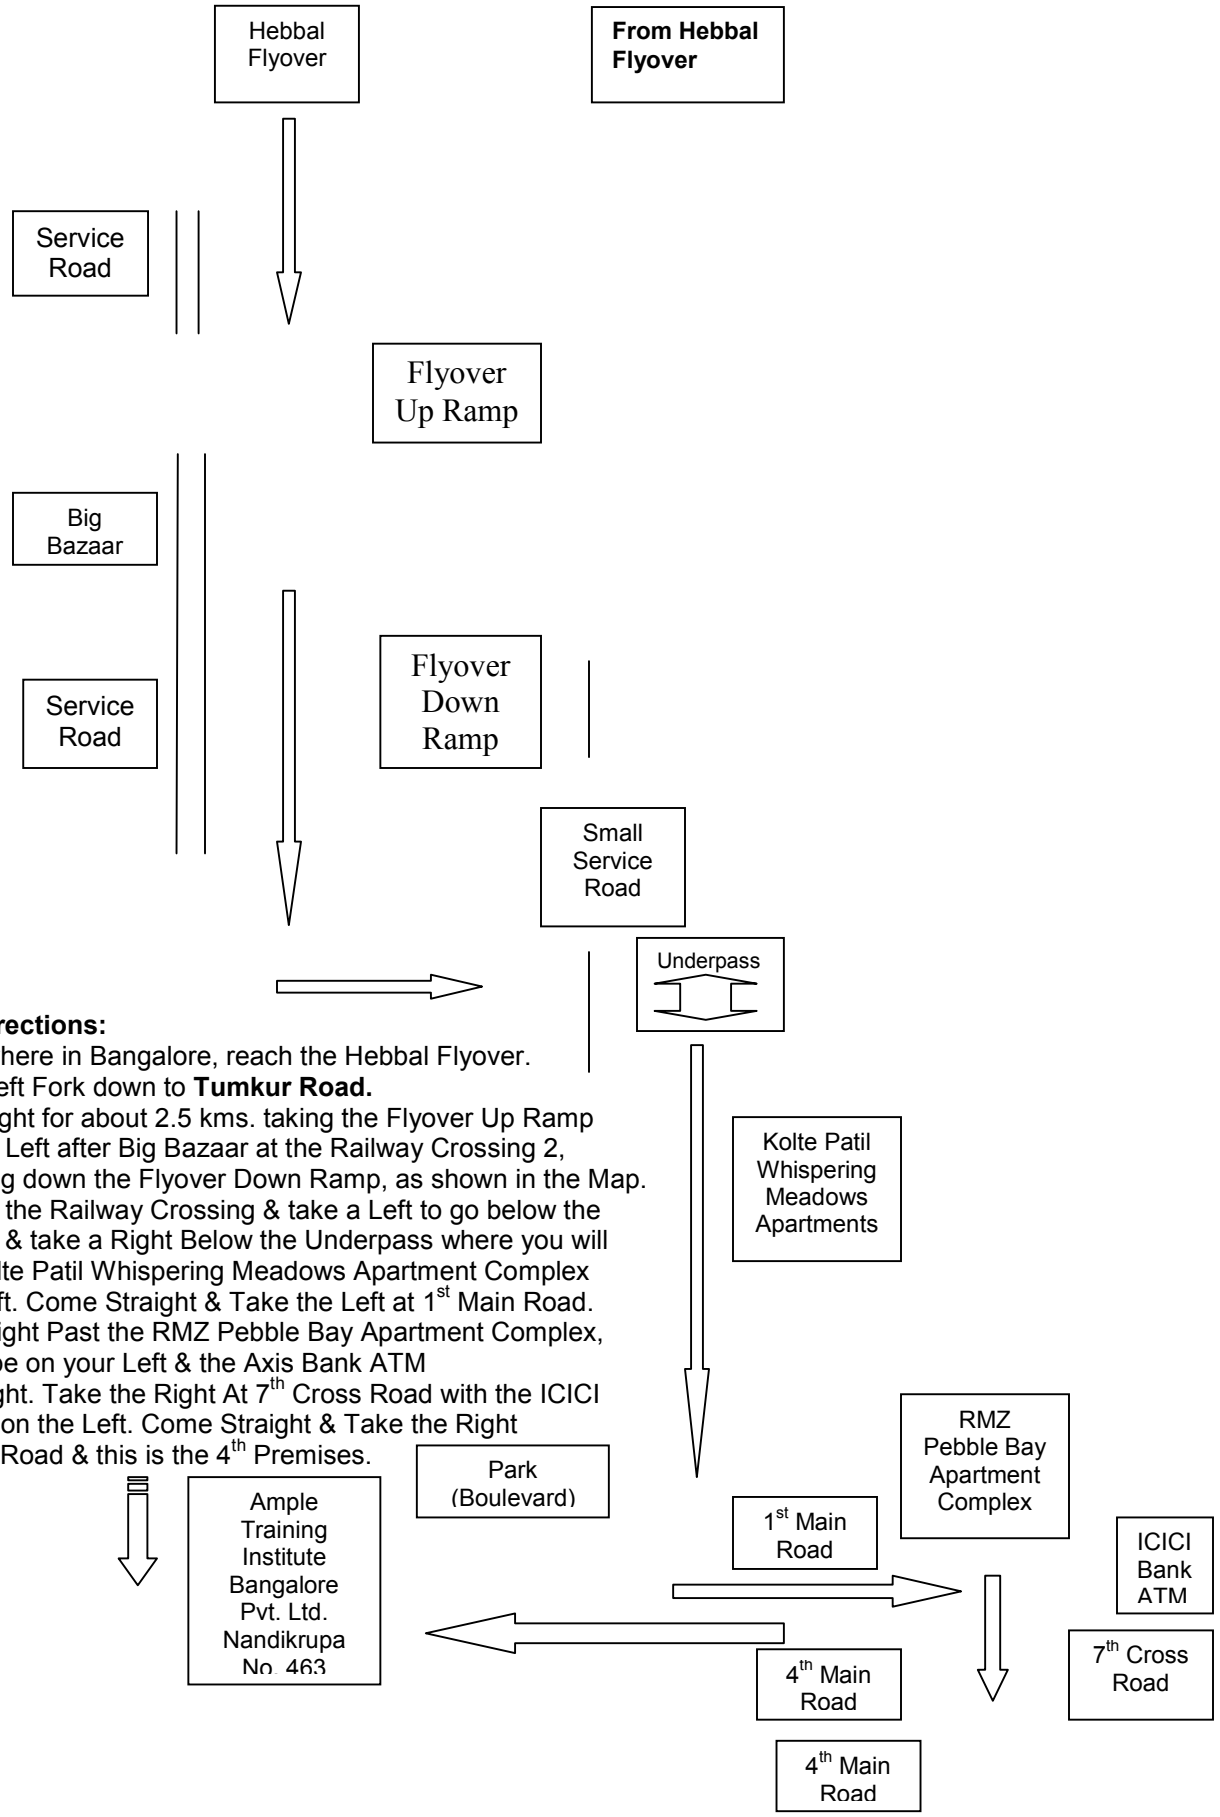 Hebbal
Flyover
From Hebbal
Flyover
Service
Road
Flyover
Up Ramp
Big
Bazaar
Flyover
Down
Ramp
Service
Road
Small
Service
Road
Underpass
rections:
here in Bangalore, reach the Hebbal Flyover.
eft Fork down to Tumkur Road.
ght for about 2.5 kms. taking the Flyover Up Ramp
Left after Big Bazaar at the Railway Crossing 2,
g down the Flyover Down Ramp, as shown in the Map.
the Railway Crossing & take a Left to go below the
& take a Right Below the Underpass where you will
lte Patil Whispering Meadows Apartment Complex
ft. Come Straight & Take the Left at 1st Main Road.
ight Past the RMZ Pebble Bay Apartment Complex,
be on your Left & the Axis Bank ATM
ght. Take the Right At 7th Cross Road with the ICICI
on the Left. Come Straight & Take the Right
Road & this is the 4th Premises.
Kolte Patil
Whispering
Meadows
Apartments
RMZ
Pebble Bay
Apartment
Complex
Park
(Boulevard)
Ample
Training
Institute
Bangalore
Pvt. Ltd.
Nandikrupa
No. 463
1st Main
Road
ICICI
Bank
ATM
7th Cross
Road
4th Main
Road
4th Main
Road